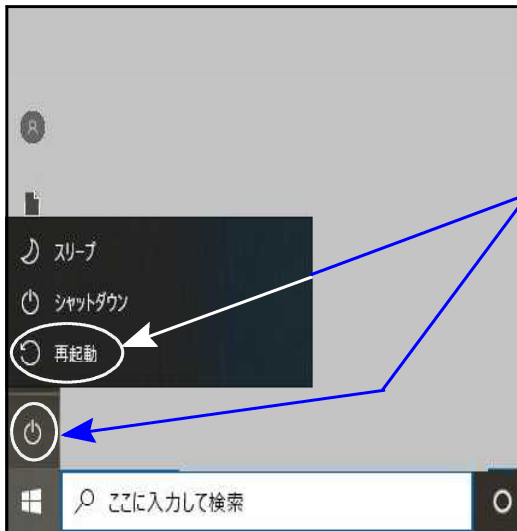 スリープ
シャットダウン
再起動
ここに入力して検索